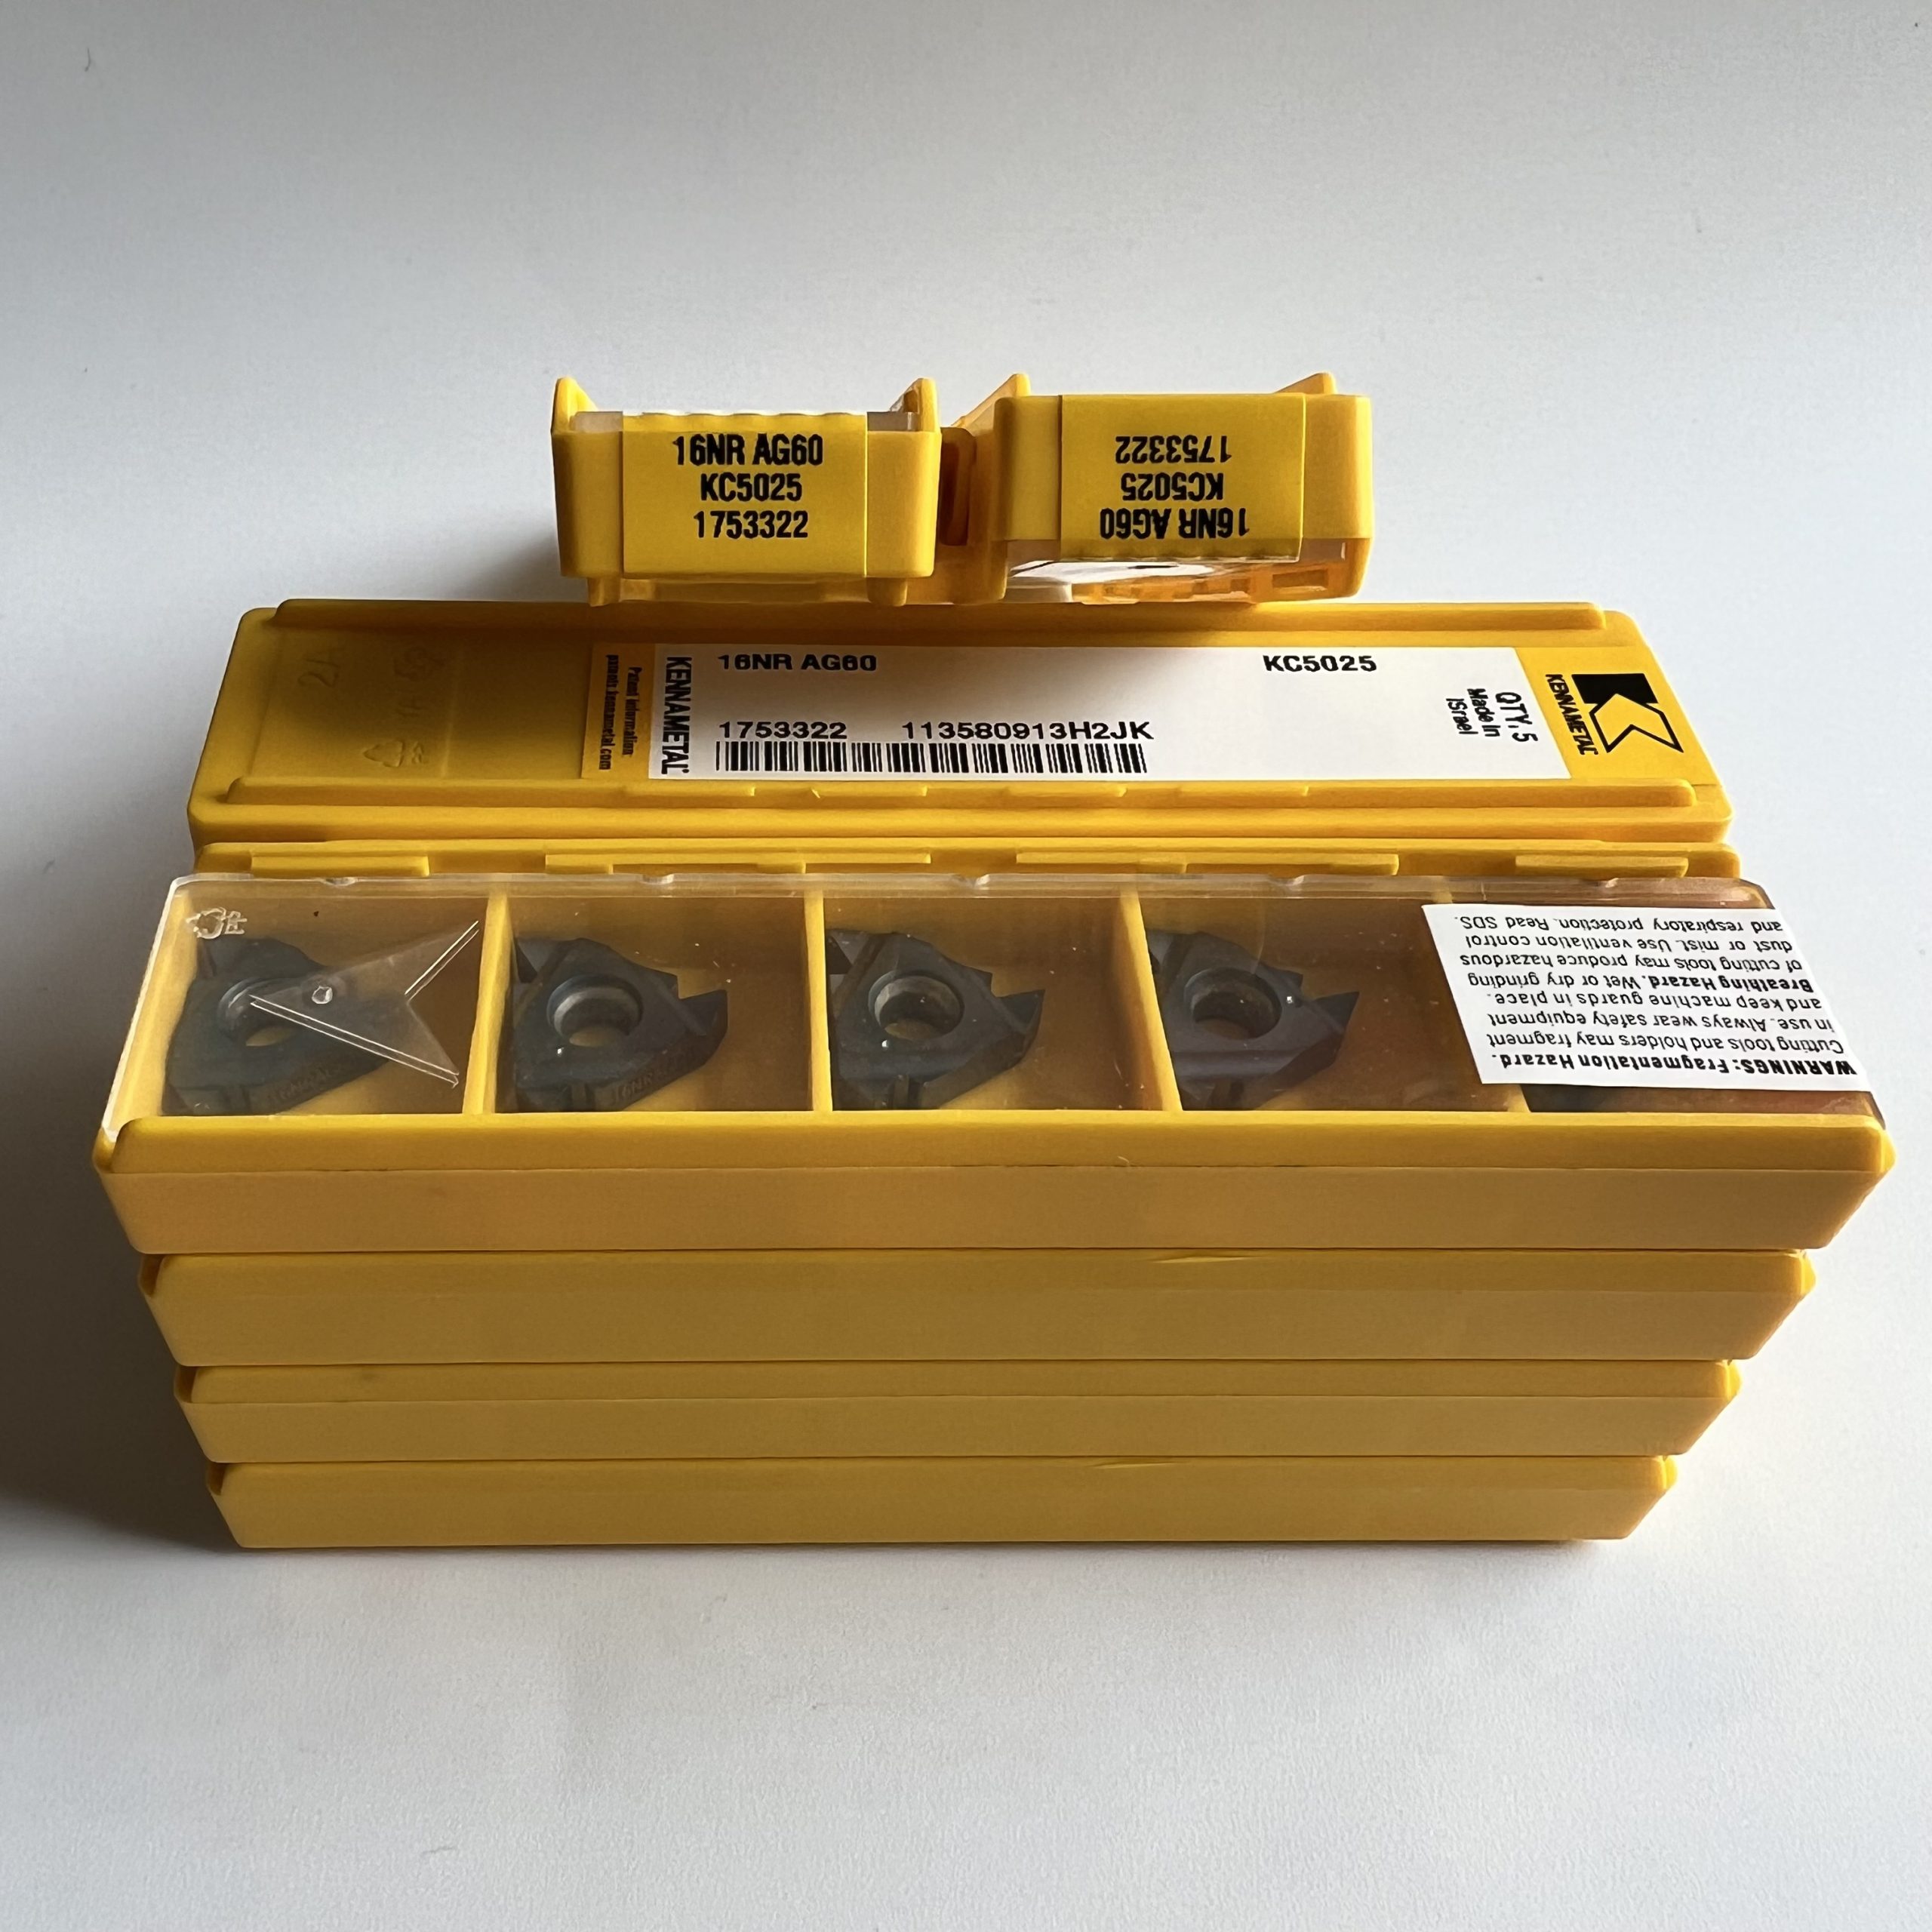 16NR AG60
KC5025
1753322
1753322
KC5025
16NR AG60
Patent information:
patents.kennametal.com
KENNAMETAL
16NR AG60
KC5025
1753322 113580913H2JK
QTY. 5
Made In
ISrael
KENNAMETAL
WARNINGS: Fragmentation Hazard.
Cutting tools and holders may fragment
in use. Always wear safety equipment
and keep machine guards in place.
Breathing Hazard. Wet or dry grinding
of cutting tools may produce hazardous
dust or mist. Use ventilation control
and respiratory protection. Read SDS.